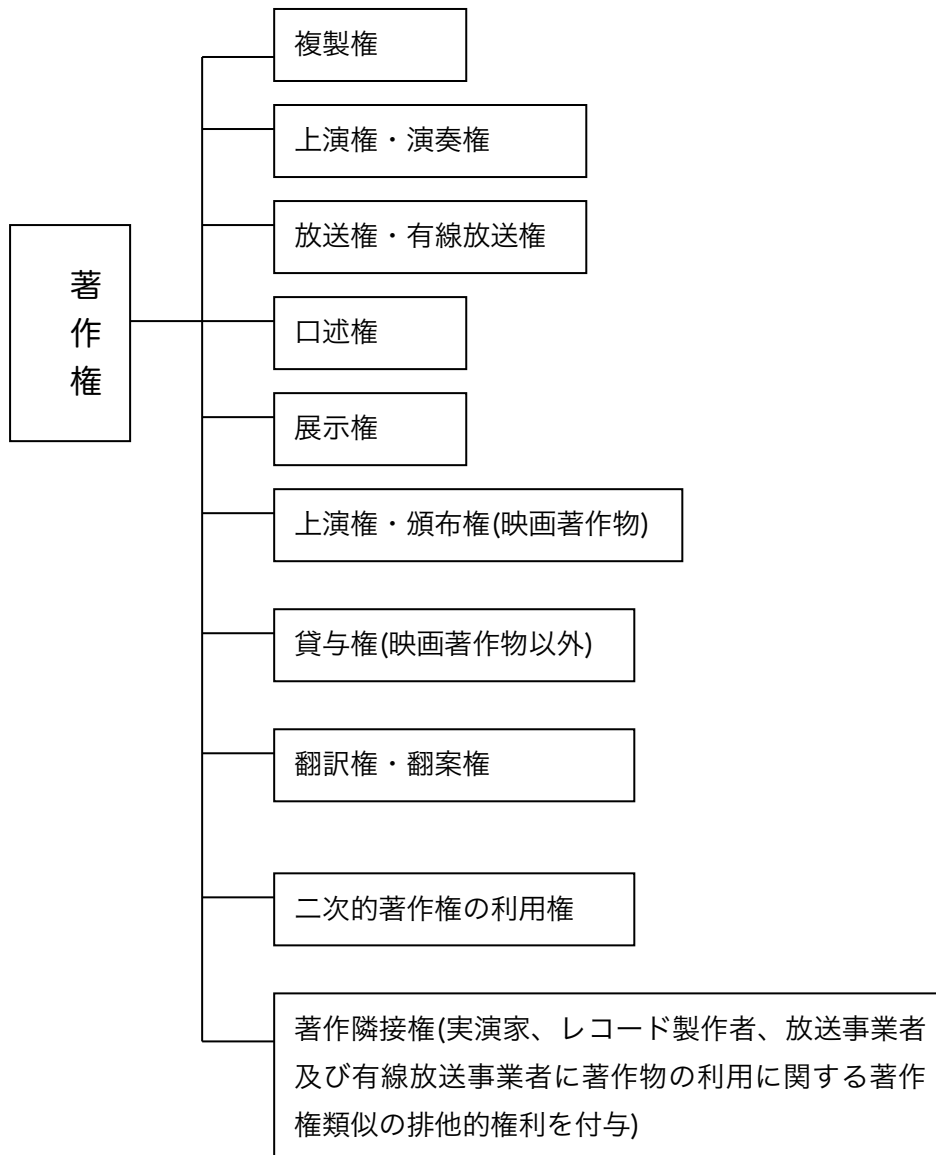 複製権
上演権・演奏権
放送権・有線放送権
著作権
口述権
展示権
上演権・頒布権(映画著作物)
貸与権(映画著作物以外)
翻訳権・翻案権
二次的著作権の利用権
著作隣接権(実演家、レコード製作者、放送事業者
及び有線放送事業者に著作物の利用に関する著作
権類似の排他的権利を付与)